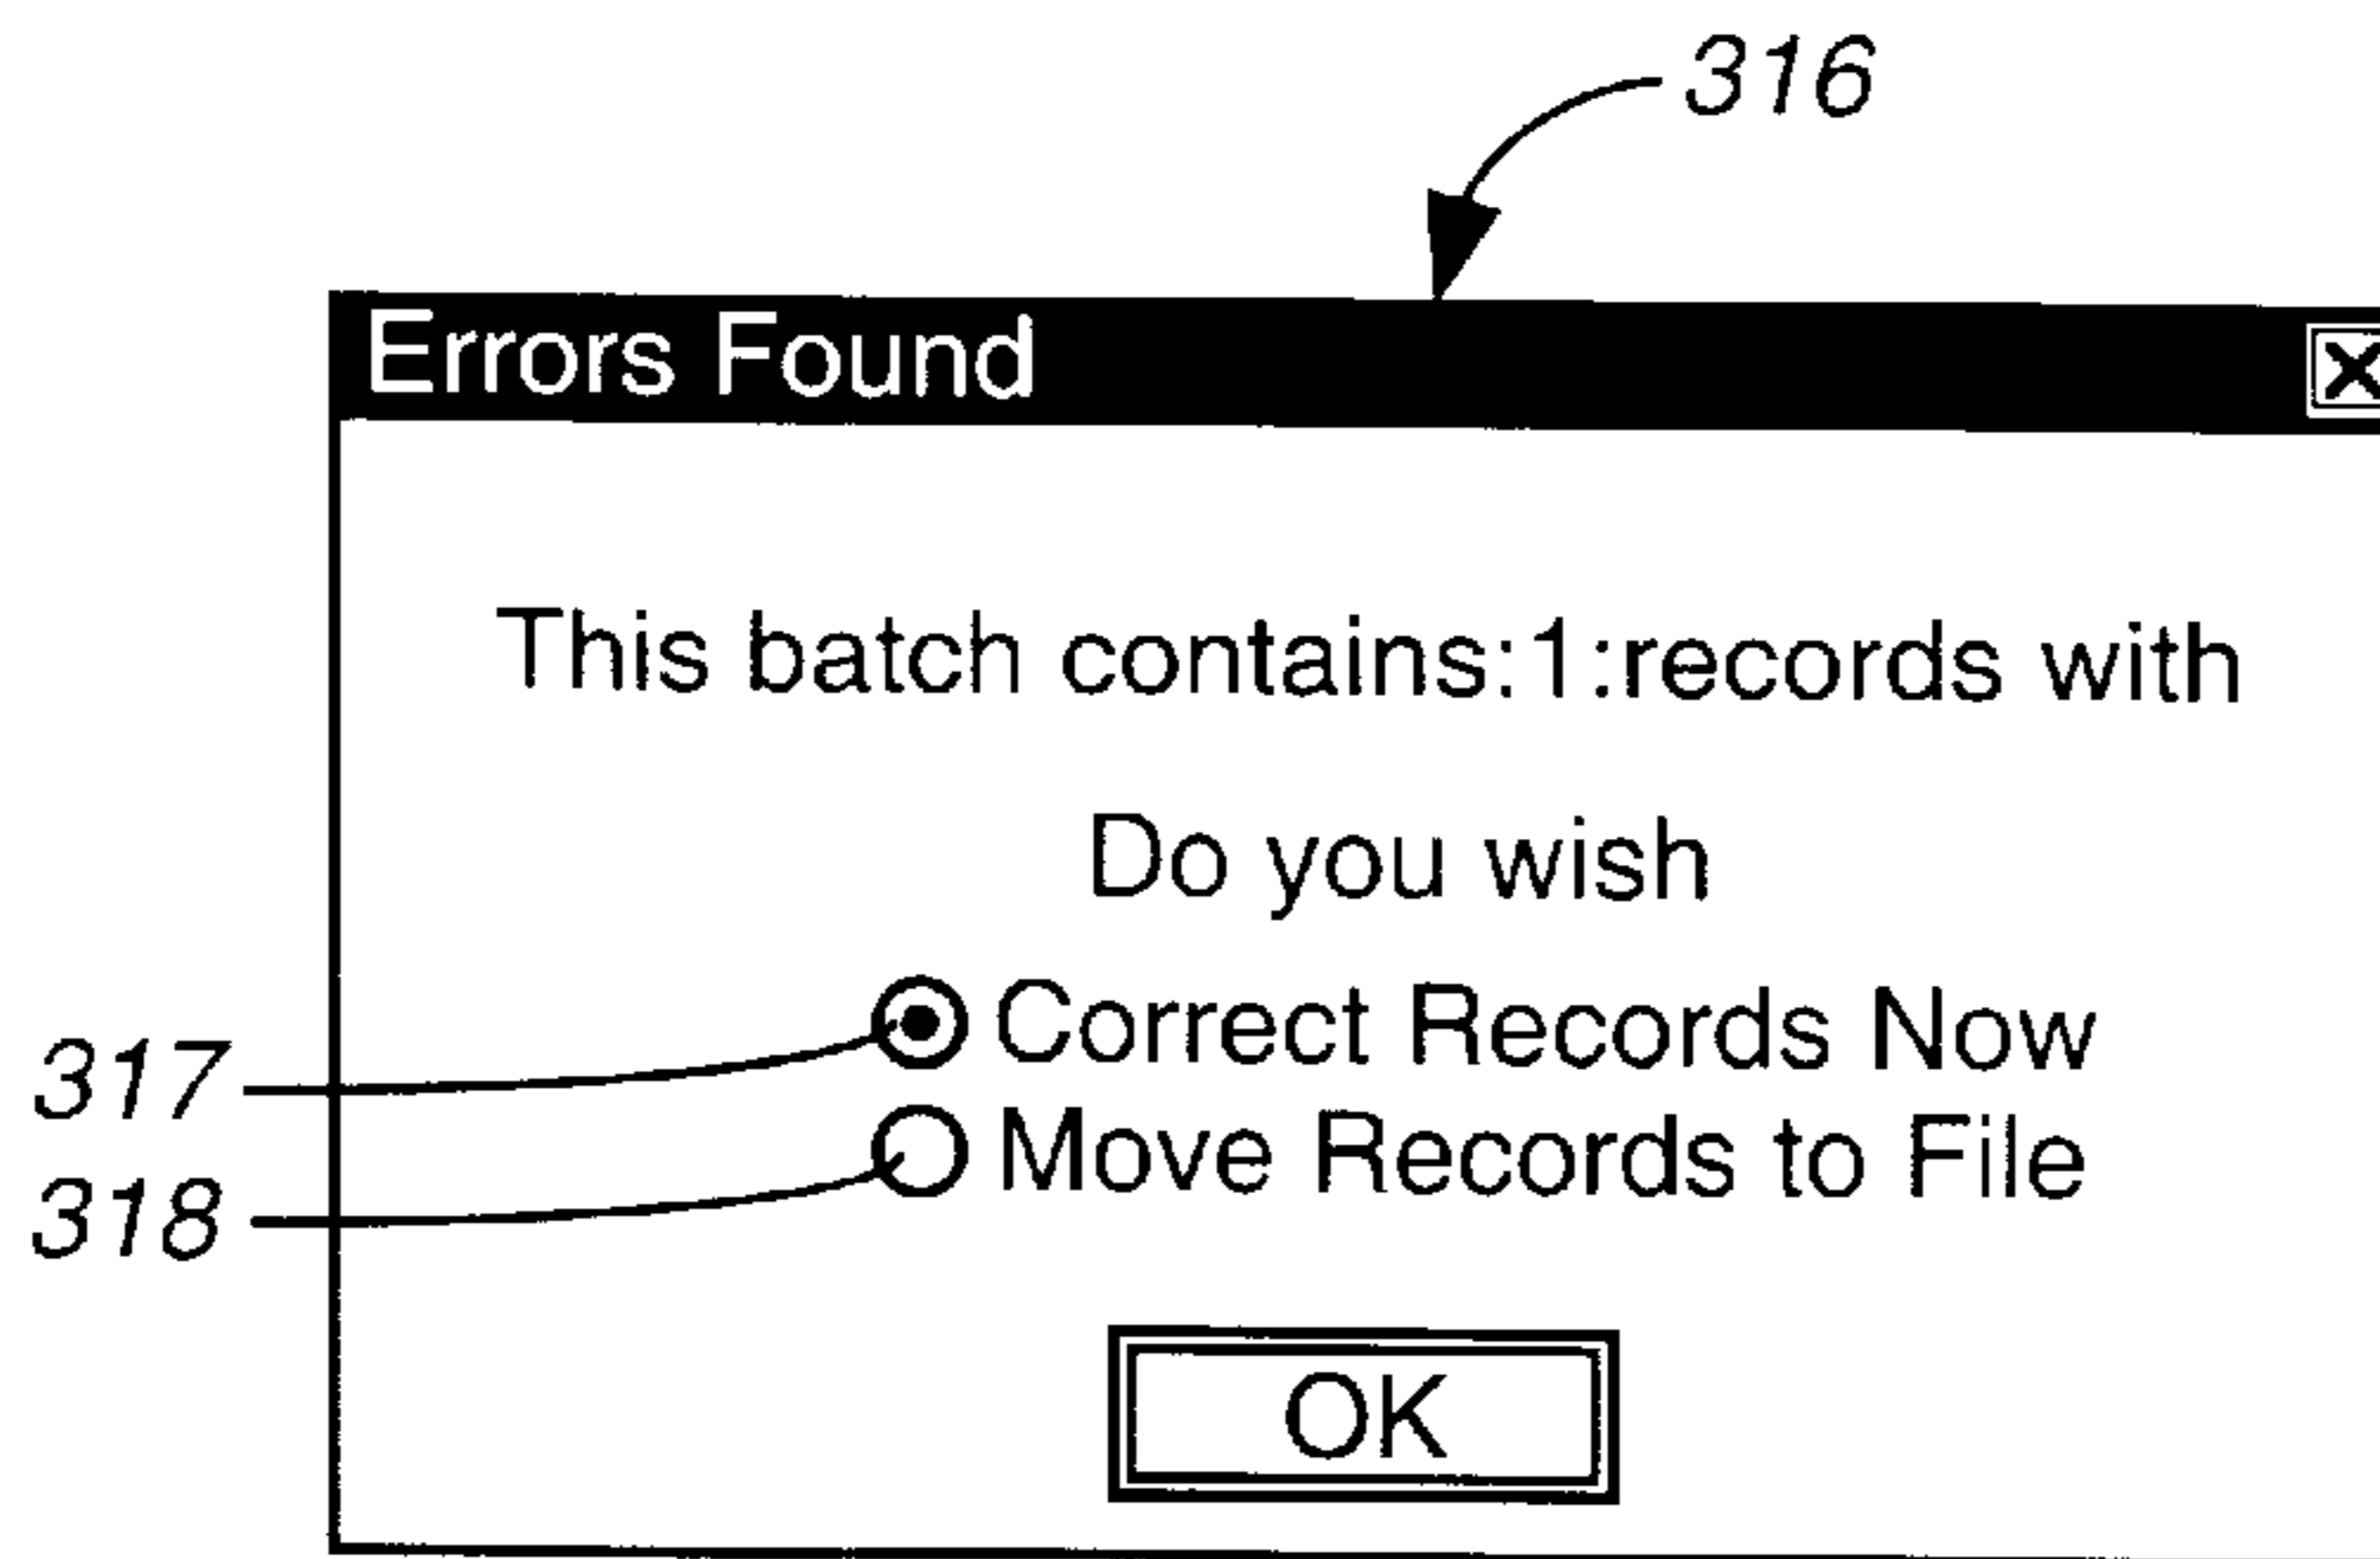 316
Errors Found
This batch contains:1:records with
Do you wish
Correct Records Now
317
Move Records to File
318
OK